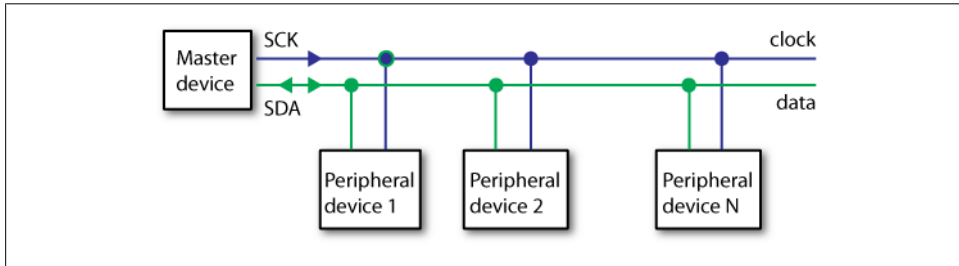 SCK
clock
Master
device
SDA
data
Peripheral
device 1
Peripheral
device 2
Peripheral
device N